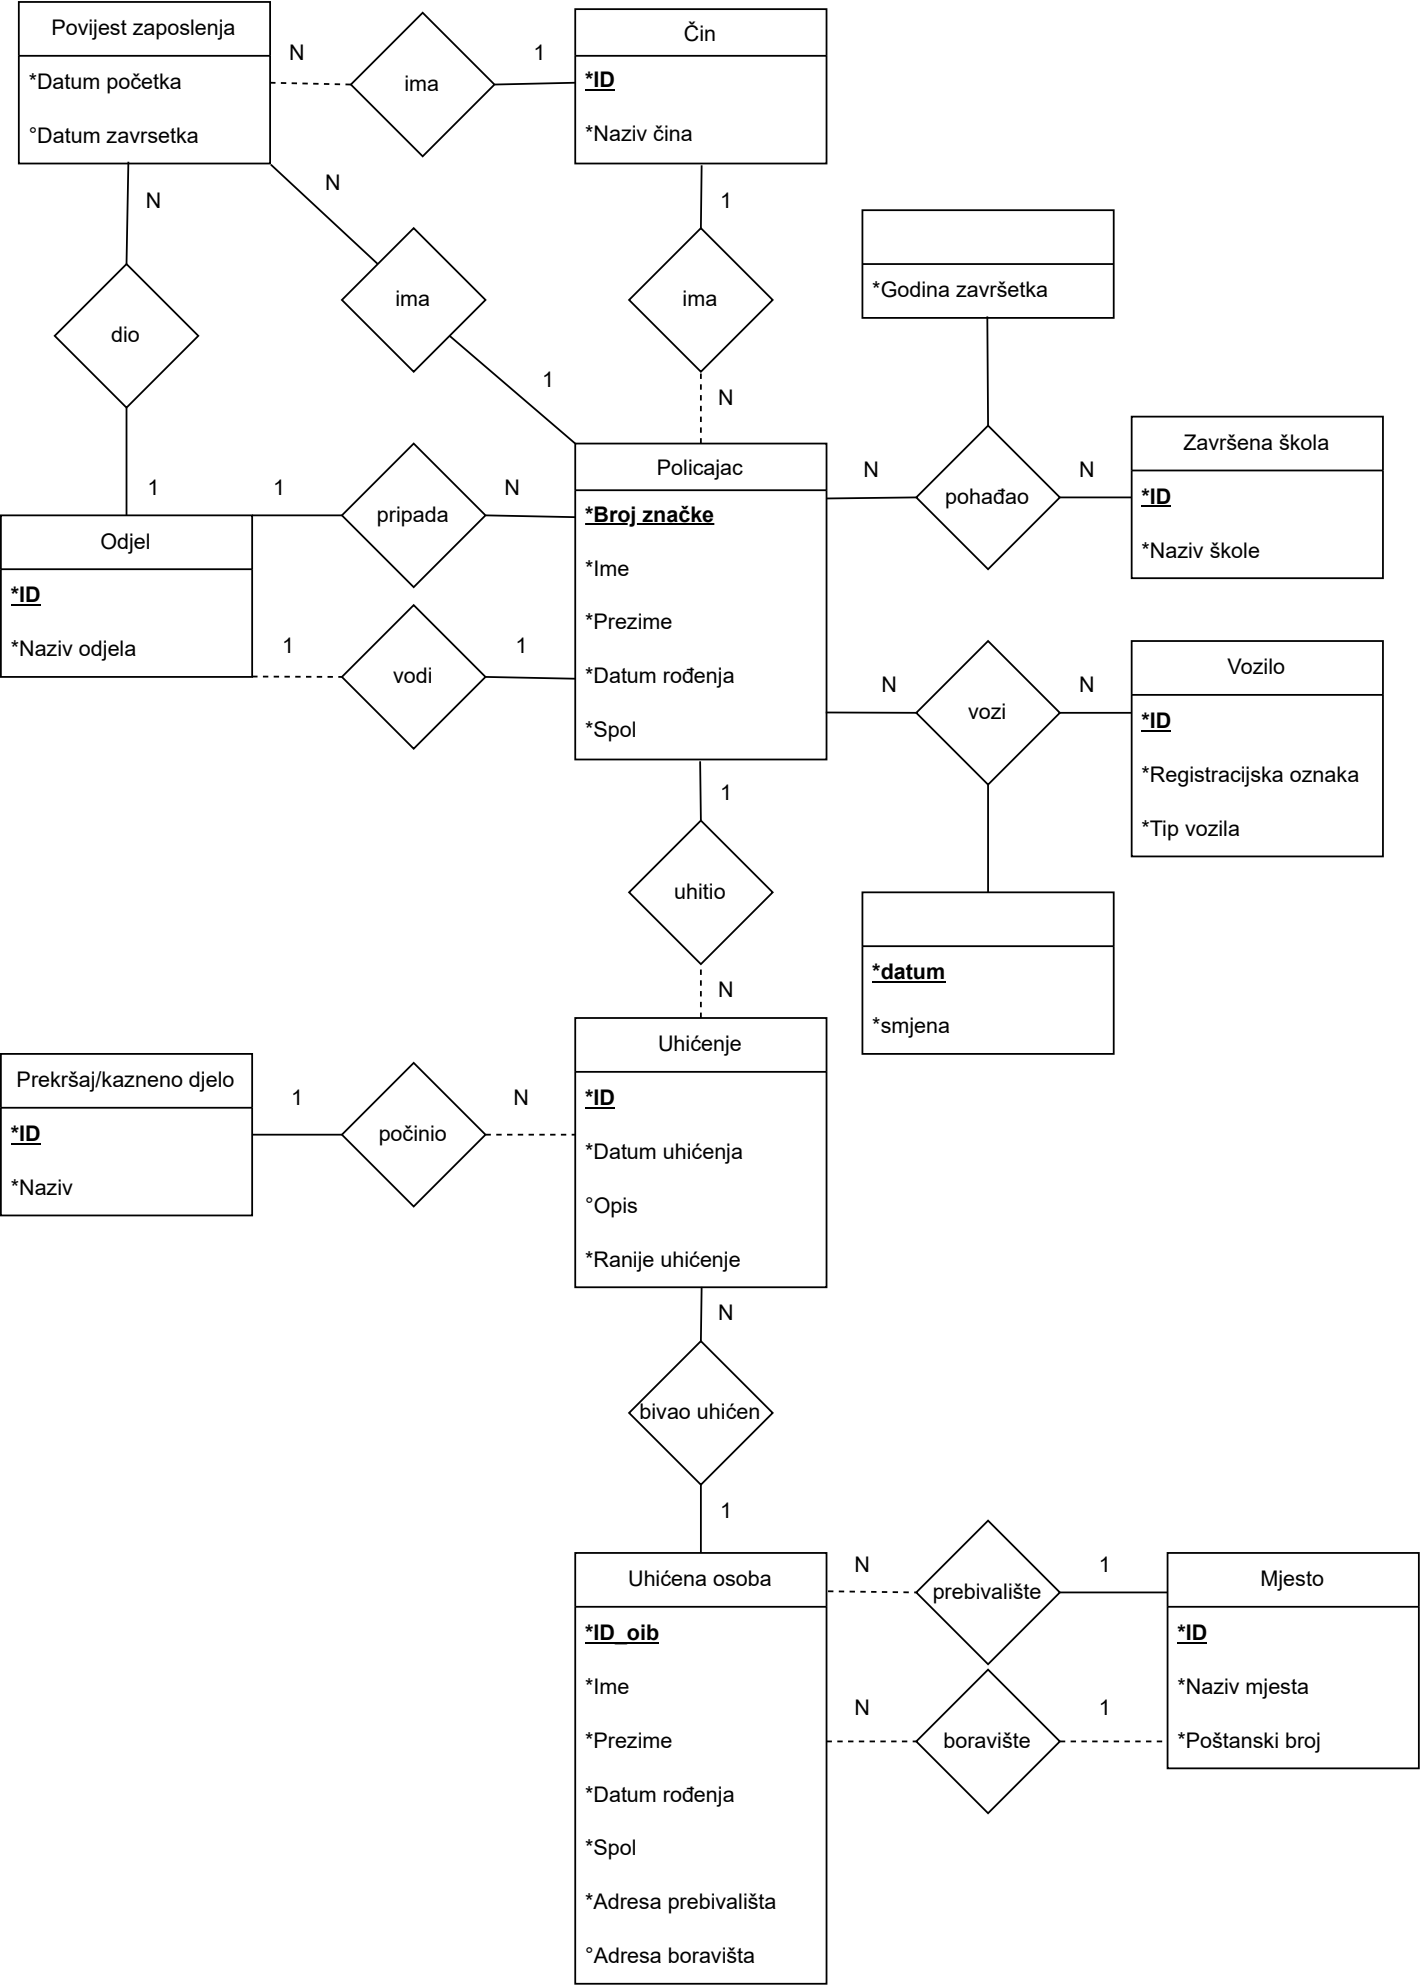 Povijest zaposlenja
*Datum početka
°Datum zavrsetka
N
ima
1
Čin
*ID
*Naziv čina
N
dio
1
N
ima
1
1
ima
N
*Godina završetka
Odjel
*ID
*Naziv odjela
1
pripada
N
1
vodi
1
Policajac
*Broj značke
*Ime
*Prezime
*Datum rođenja
*Spol
N
pohađao
N
Završena škola
*ID
*Naziv škole
N
vozi
N
Vozilo
*ID
*Registracijska oznaka
*Tip vozila
*datum
*smjena
1
uhitio
N
Prekršaj/kazneno djelo
*ID
*Naziv
1
počinio
N
Uhićenje
*ID
*Datum uhićenja
°Opis
*Ranije uhićenje
N
bivao uhićen
1
Uhićena osoba
*ID_oib
*Ime
*Prezime
*Datum rođenja
*Spol
*Adresa prebivališta
°Adresa boravišta
N
prebivalište
1
N
boravište
1
Mjesto
*ID
*Naziv mjesta
*Poštanski broj